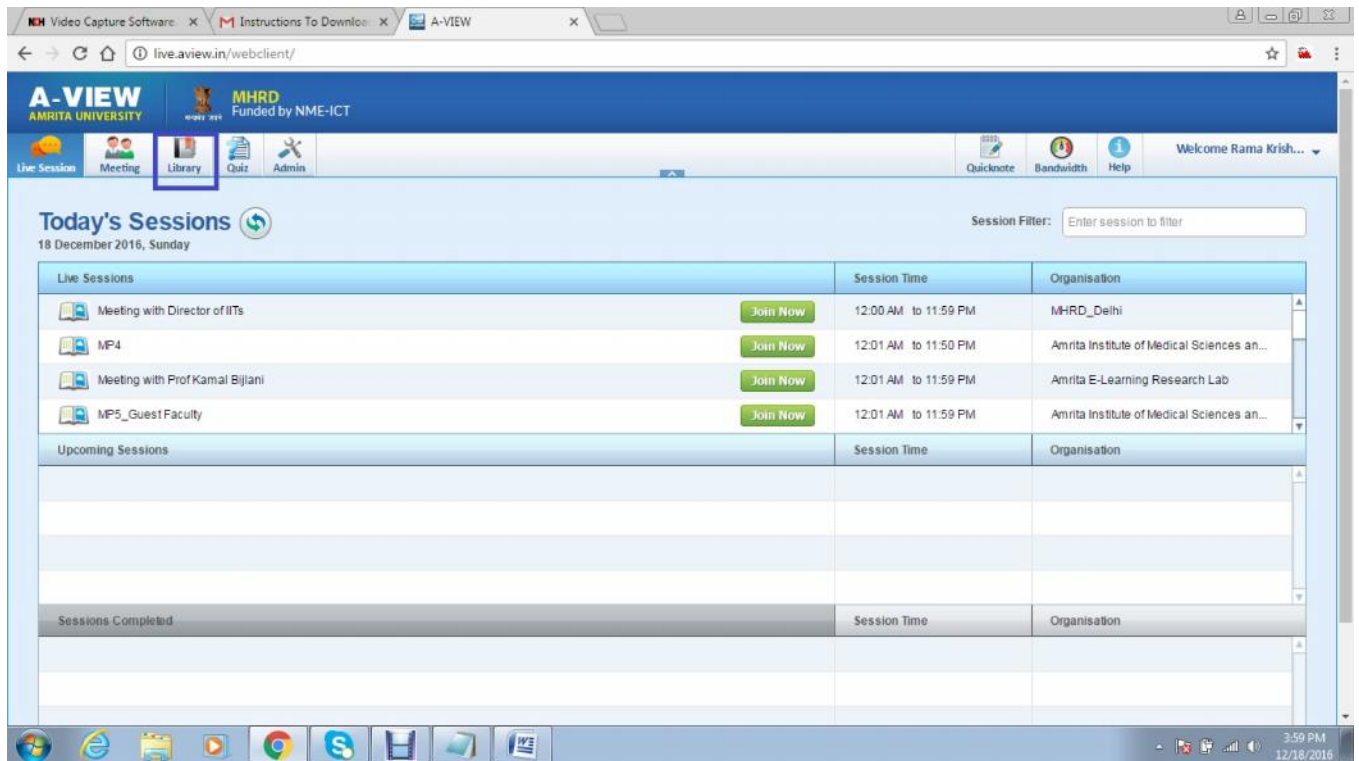 NCH Video Capture Software
Instructions To Downloa
A-VIEW
live.aview.in/webclient/
A-VIEW
AMRITA UNIVERSITY
MHRD
Funded by NME-ICT
Live Session
Meeting
Library
Quiz
Admin
Quicknote
Bandwidth
Help
Welcome Rama Krish...
Today's Sessions
18 December 2016, Sunday
Session Filter:
Enter session to filter
Live Sessions Session Time Organisation
Meeting with Director of IITs Join Now 12:00 AM to 11:59 PM MHRD_Delhi
MP4 Join Now 12:01 AM to 11:50 PM Amrita Institute of Medical Sciences an...
Meeting with Prof Kamal Bijlani Join Now 12:01 AM to 11:59 PM Amrita E-Learning Research Lab
MP5_Guest Faculty Join Now 12:01 AM to 11:59 PM Amrita Institute of Medical Sciences an...
Upcoming Sessions Session Time Organisation
Sessions Completed Session Time Organisation
3:59 PM
12/18/2016